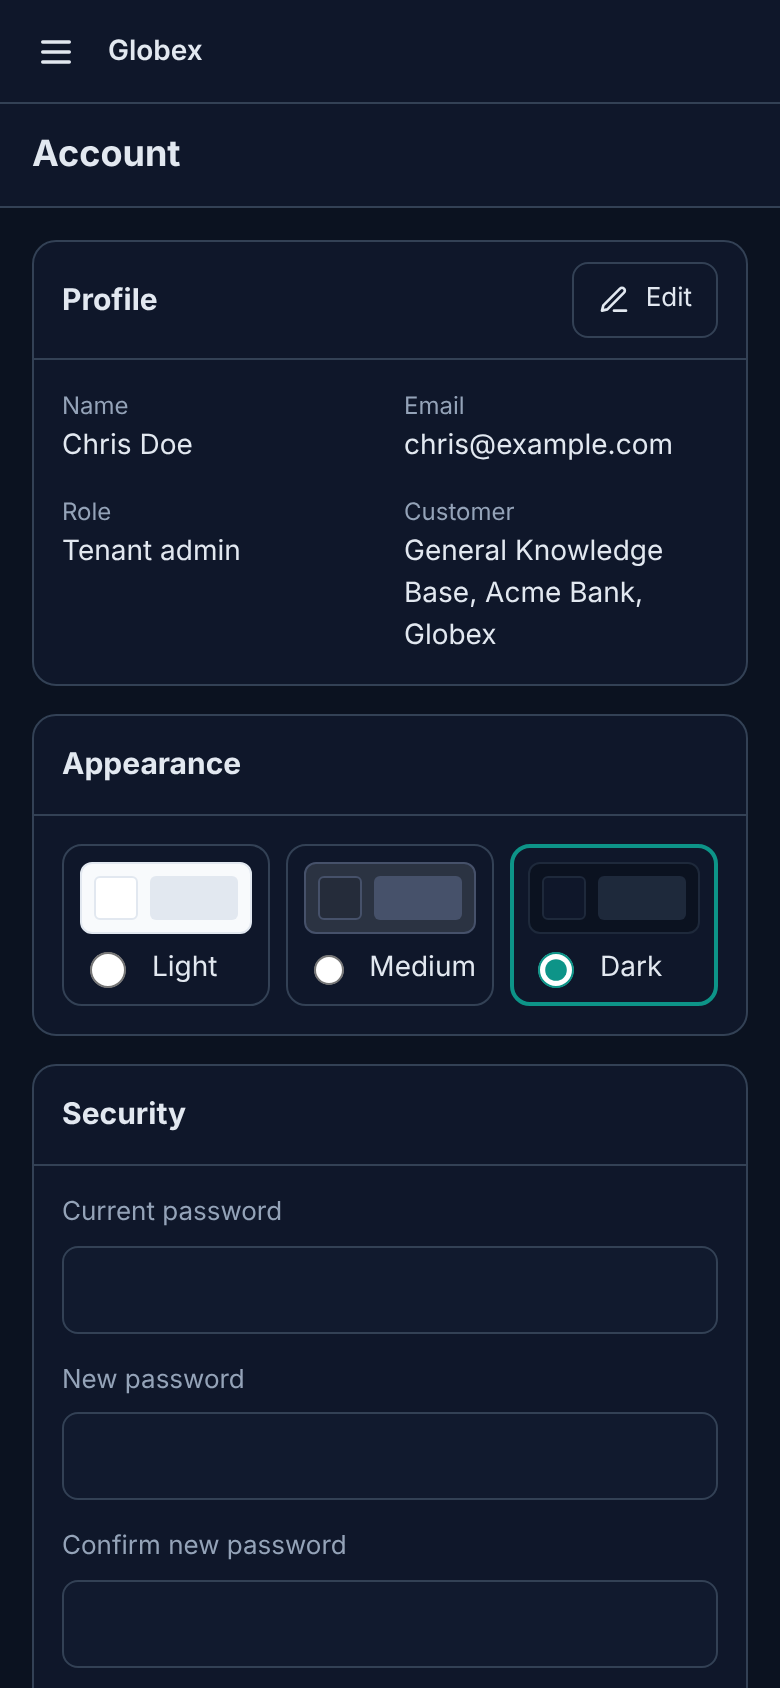 Globex
Account
Profile
Edit
Name
Chris Doe
Email
chris@example.com
Role
Tenant admin
Customer
General Knowledge
Base, Acme Bank,
Globex
Appearance
Light
Medium
Dark
Security
Current password
New password
Confirm new password